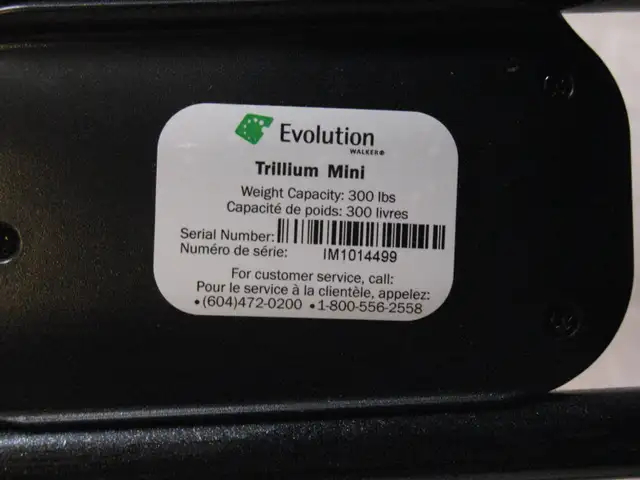 Evolution
WALKER®
Trillium Mini
Weight Capacity: 300 lbs
Capacité de poids: 300 livres
Serial Number:
Numéro de série: IM1014499
For customer service, call:
Pour le service à la clientèle, appelez:
•(604)472-0200 •1-800-556-2558